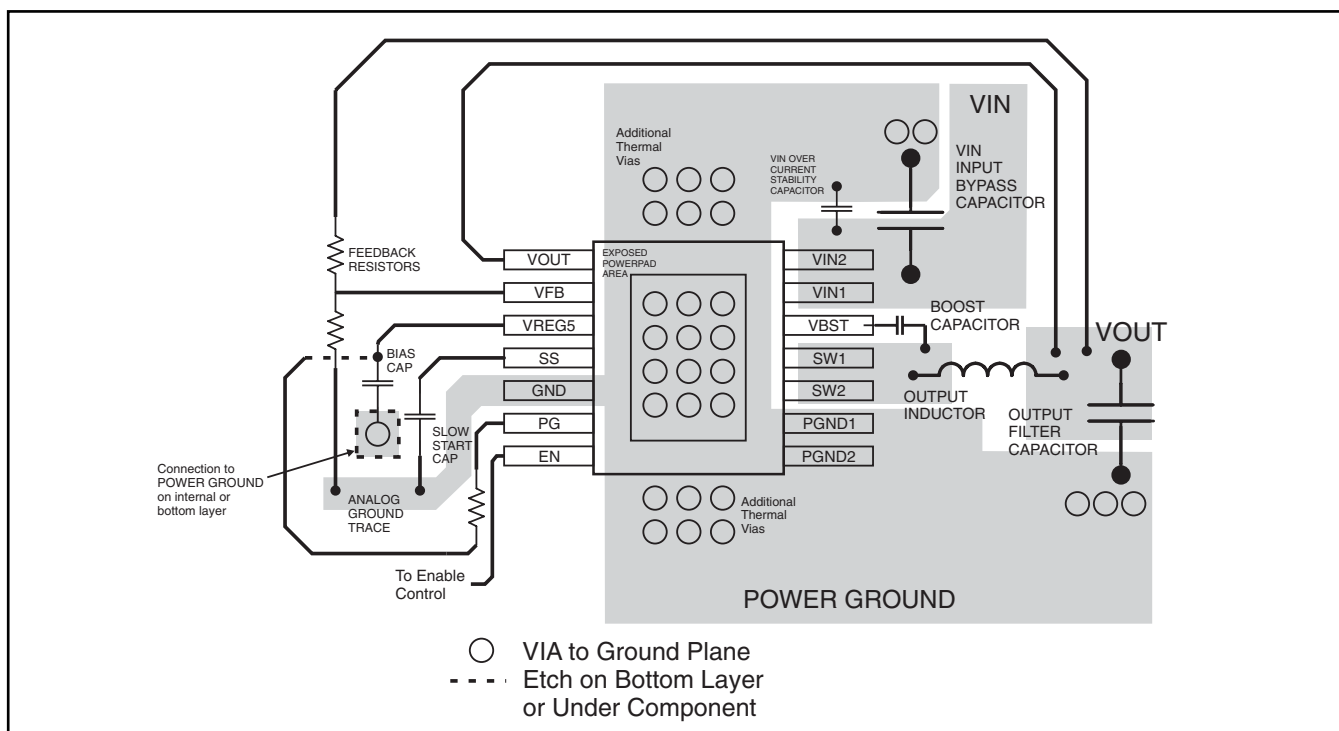 VIN
Additional
Thermal
Vias
VIN OVER
CURRENT
STABILITY
CAPACITOR
VIN
INPUT
BYPASS
CAPACITOR
FEEDBACK
RESISTORS
VOUT
VFB
VREG5
SS
GND
PG
EN
EXPOSED
POWERPAD
AREA
VIN2
VIN1
VBST
SW1
SW2
PGND1
PGND2
BOOST
CAPACITOR
VOUT
BIAS
CAP
OUTPUT
INDUCTOR
OUTPUT
FILTER
CAPACITOR
SLOW
START
CAP
Connection to
POWER GROUND
on internal or
bottom layer
ANALOG
GROUND
TRACE
Additional
Thermal
Vias
To Enable
Control
POWER GROUND
VIA to Ground Plane
Etch on Bottom Layer
or Under Component